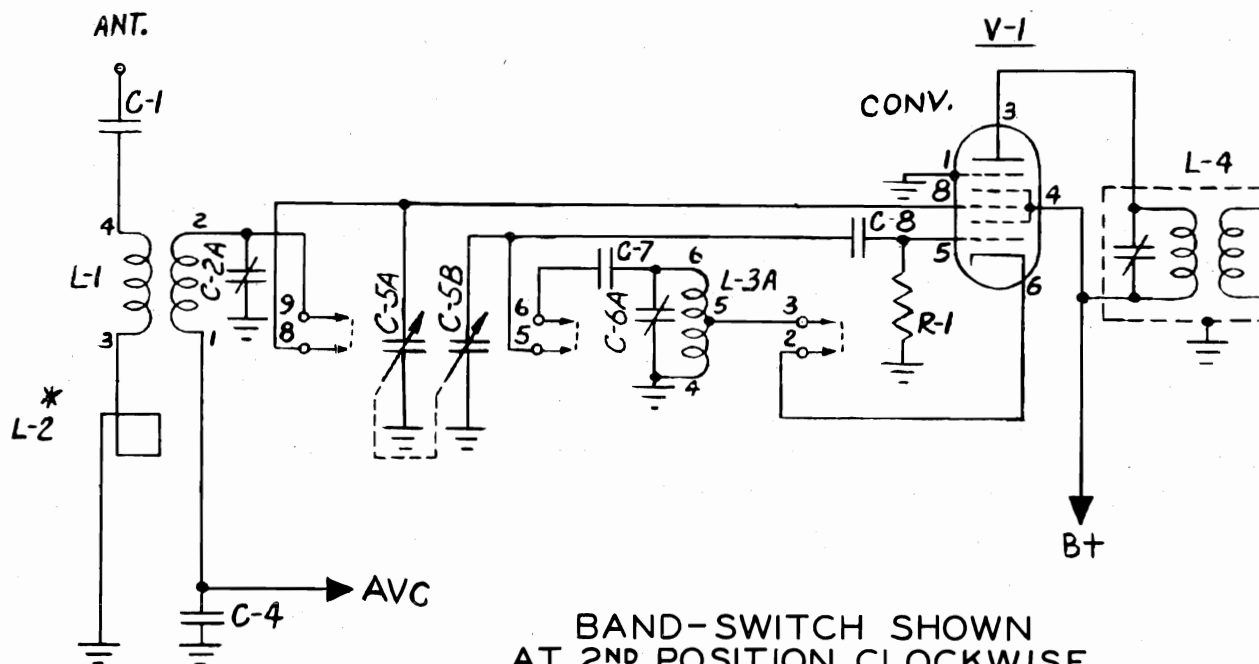 ANT.
V-1
C-1
CONV.
3
1
8
4
L-4
4
2
C-2A
C-8
5
6
L-1
C-7
6
L-3A
C-5A
C-5B
9
8
6
5
C-6A
5
3
2
R-1
3
1
4
*
L-2
B+
AVC
C-4
BAND-SWITCH SHOWN
AT 2ND POSITION CLOCKWISE